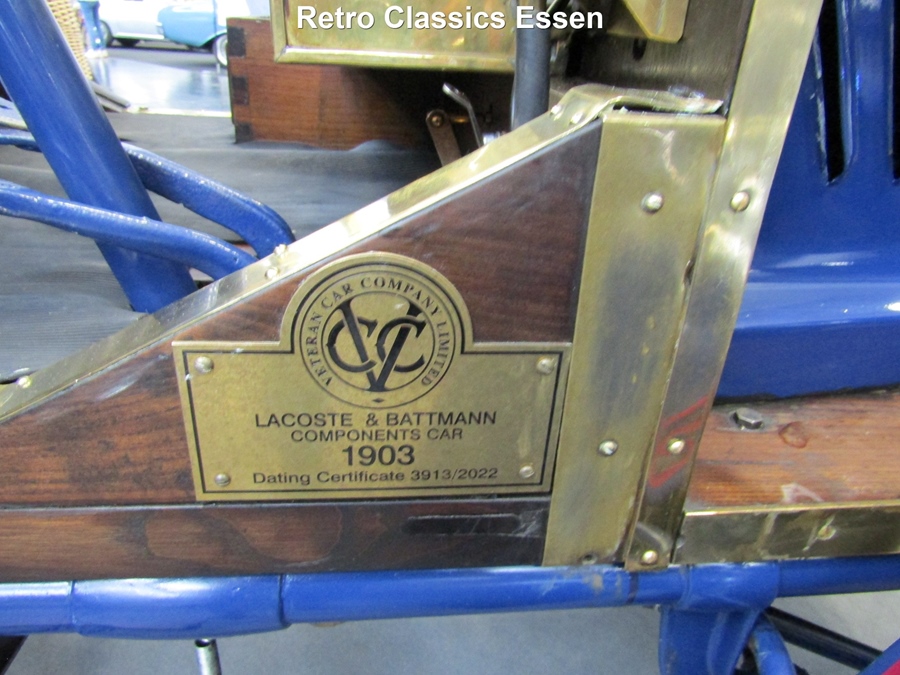 Retro Classics Essen
VETERAN CAR COMPANY LIMITED
VCC
LACOSTE & BATTMANN
COMPONENTS CAR
1903
Dating Certificate 3913/2022